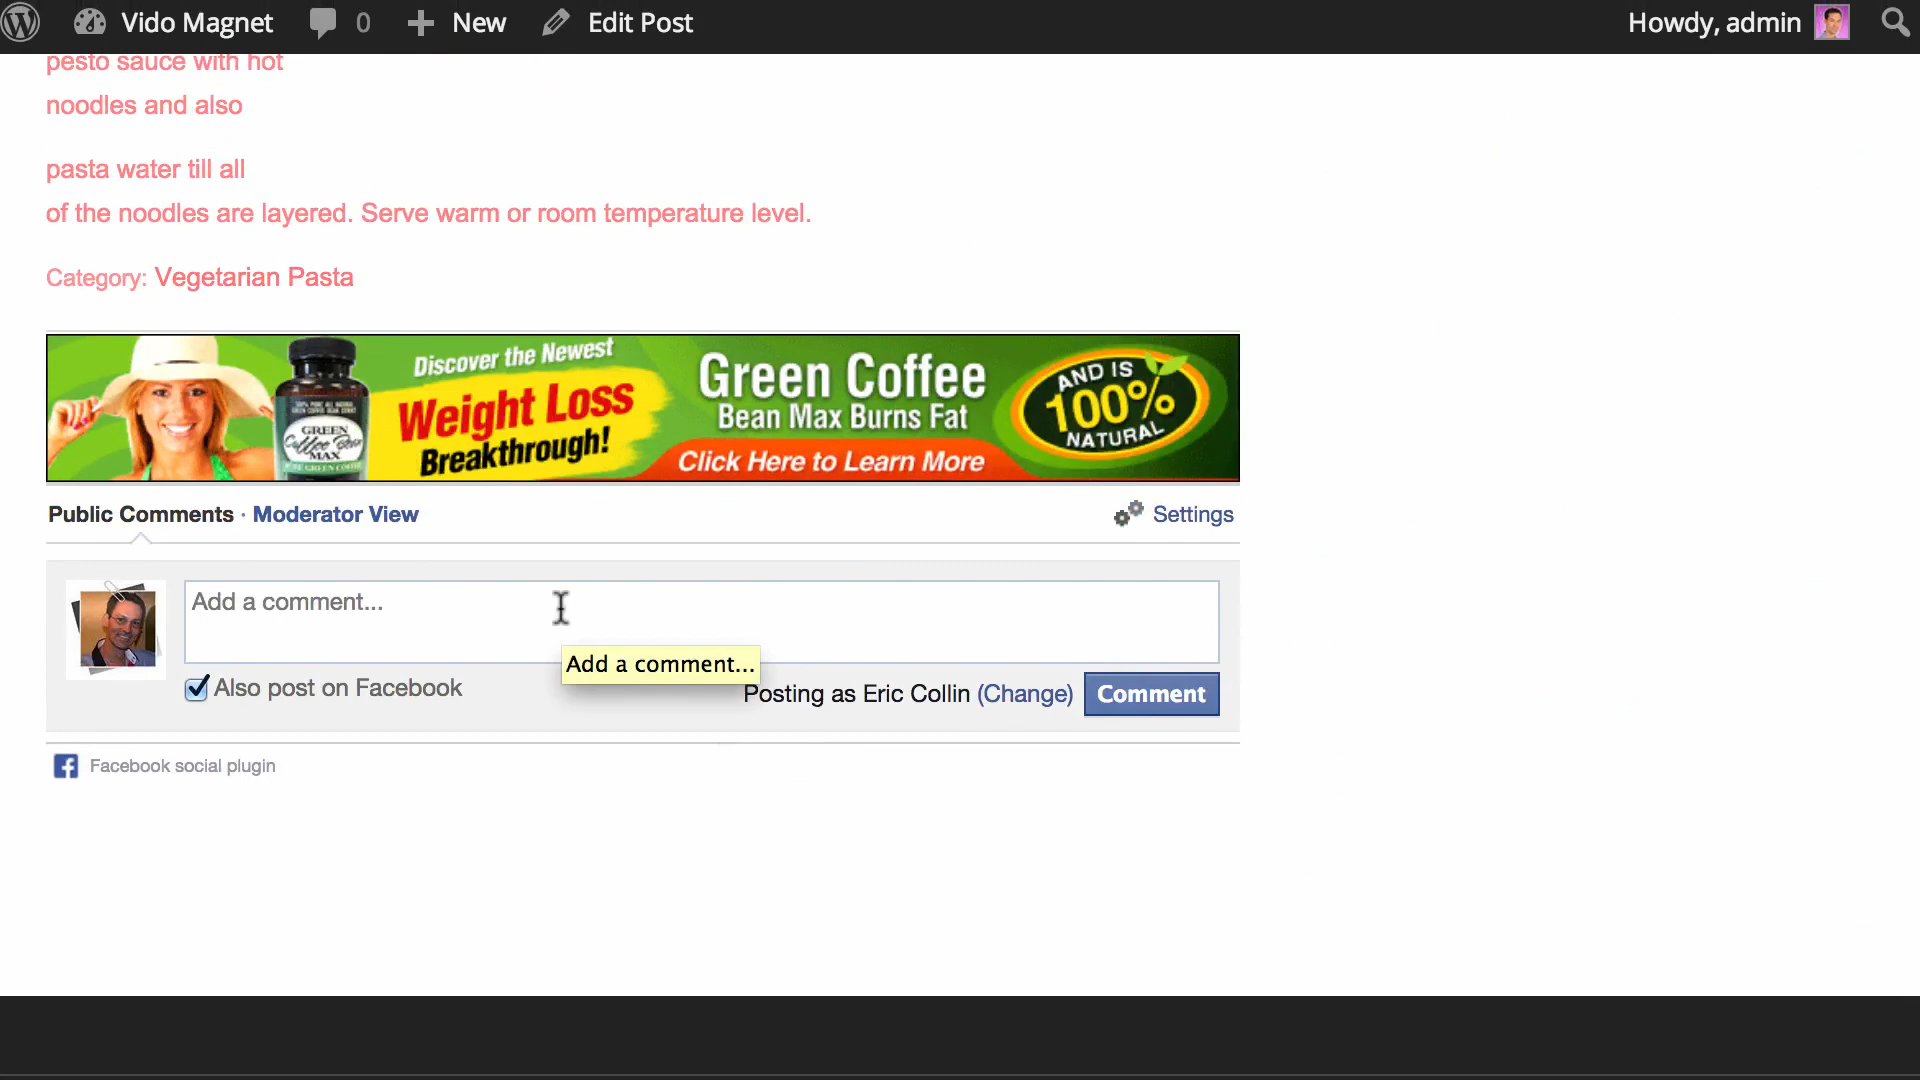 Vido Magnet 0 New Edit Post Howdy, admin
pesto sauce with hot
noodles and also
pasta water till all
of the noodles are layered. Serve warm or room temperature level.
Category: Vegetarian Pasta
Discover the Newest
Weight Loss
Breakthrough!
GREEN
Coffee Bean
MAX
Green Coffee
Bean Max Burns Fat
Click Here to Learn More
AND IS
100%
NATURAL
Public Comments · Moderator View Settings
Add a comment...
Add a comment...
Also post on Facebook Posting as Eric Collin (Change) Comment
Facebook social plugin